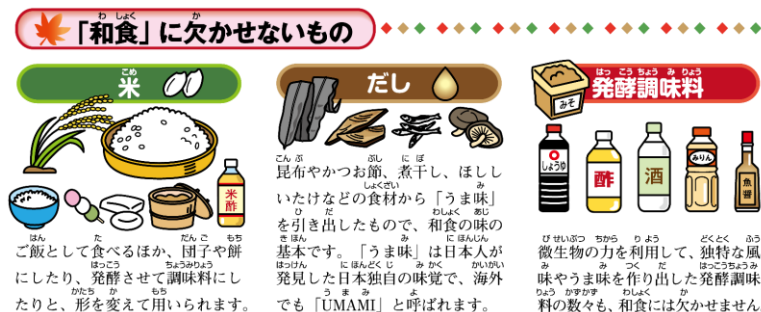 「和食」に欠かせないもの
米
米酢
ご飯として食べるほか、団子や餅
にしたり、発酵させて調味料にし
たりと、形を変えて用いられます。
だし
昆布やかつお節、煮干し、ほしし
いたけなどの食材から「うま味」
を引き出したもので、和食の味の
基本です。「うま味」は日本人が
発見した日本独自の味覚で、海外
でも「UMAMI」と呼ばれます。
発酵調味料
みそ
しょうゆ
酢
酒
みりん
魚醤
微生物の力を利用して、独特な風
味やうま味を作り出した発酵調味
料の数々も、和食には欠かせません